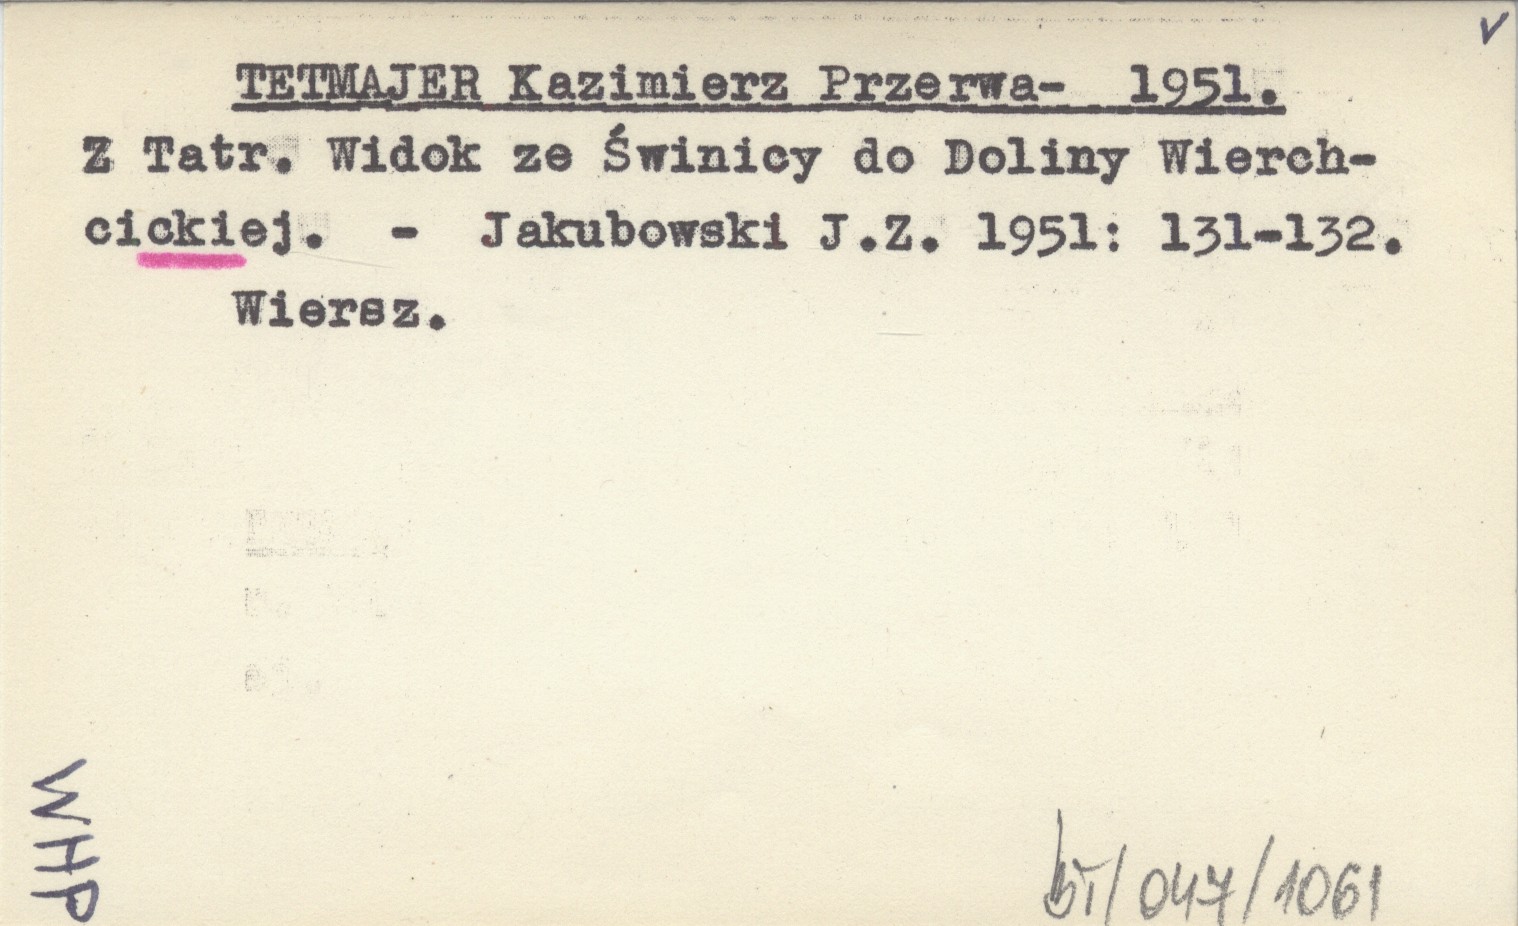 v
TETMAJER Kazimierz Przerwa- 1951.
Z Tatr. Widok ze Świnicy do Doliny Wierch-
cickiej. - Jakubowski J.Z. 1951: 131-132.
Wiersz.
WHP
bT/047/1061